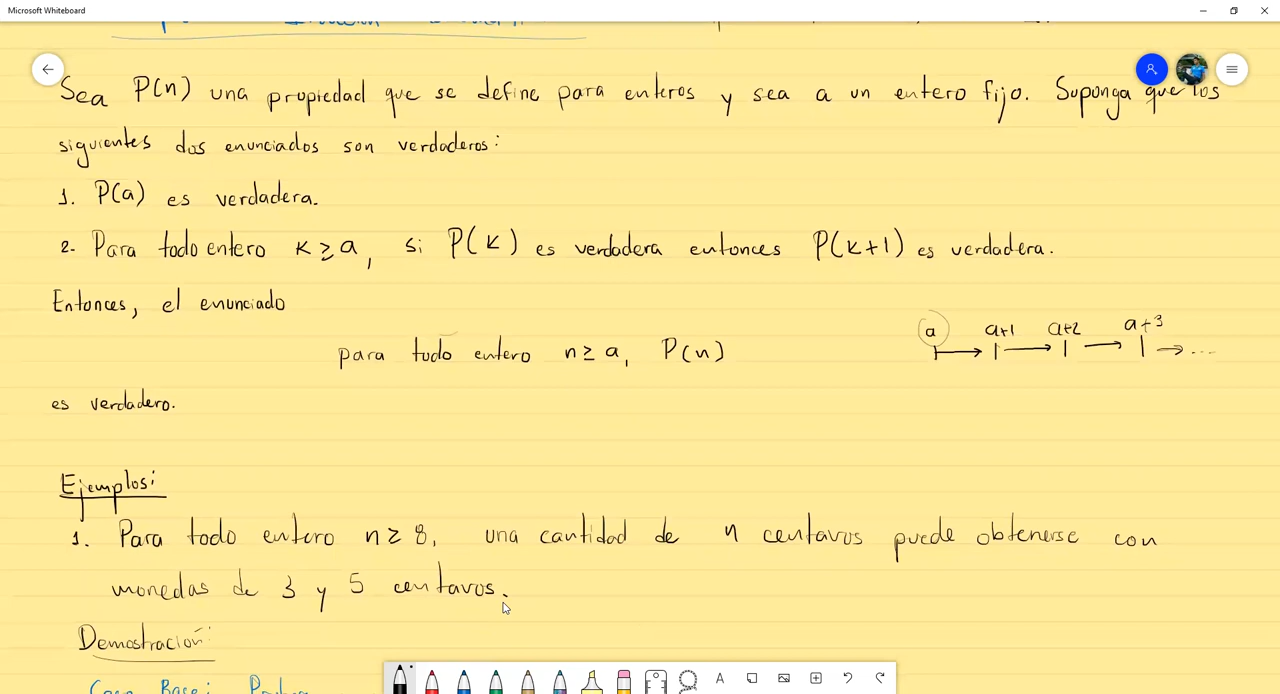 Microsoft Whiteboard
Sea P(n) una propiedad que se define para enteros y sea a un entero fijo. Suponga que los
siguientes dos enunciados son verdaderos:
1. P(a) es verdadera.
2- Para todo entero k ≥ a, si P(k) es verdadera entonces P(k+1) es verdadera.
Entonces, el enunciado
para todo entero n ≥ a, P(n)
a a+1 a+2 a+3
...
es verdadero.
Ejemplos:
1. Para todo entero n ≥ 8, una cantidad de n centavos puede obtenerse con
monedas de 3 y 5 centavos.
Demostración:
Caso Base:
A